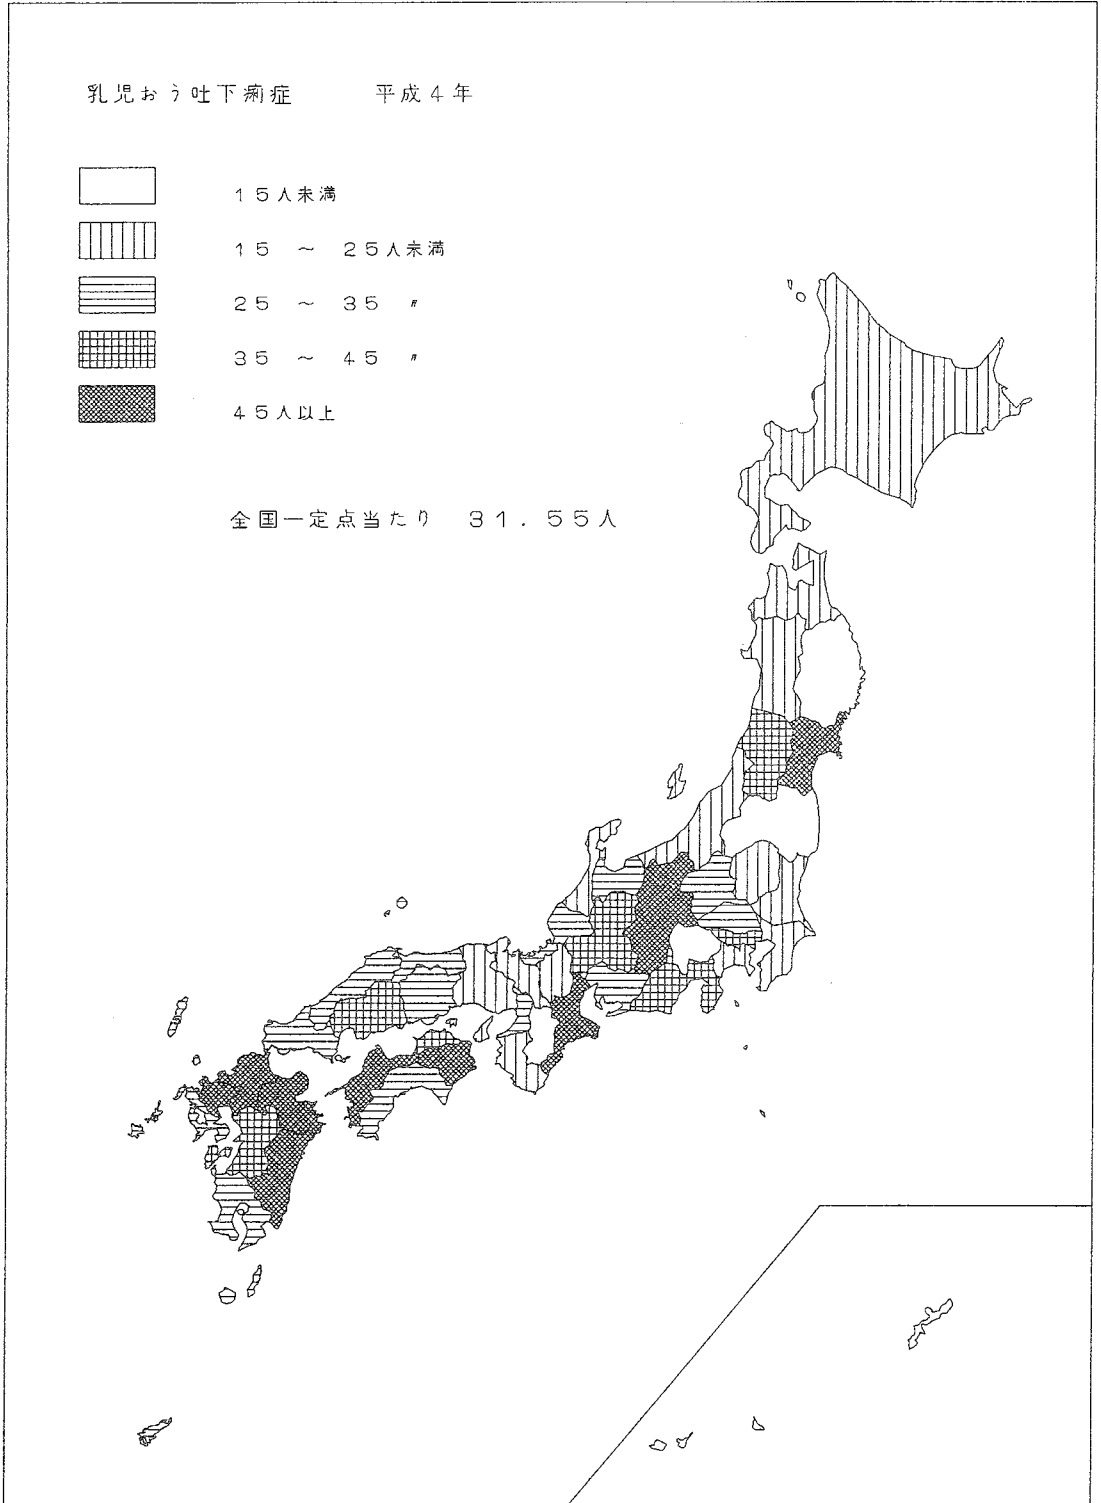 乳児おう吐下痢症　　平成４年
１５人未満
１５　～　２５人未満
２５　～　３５　〃
３５　～　４５　〃
４５人以上
全国一定点当たり　３１．５５人